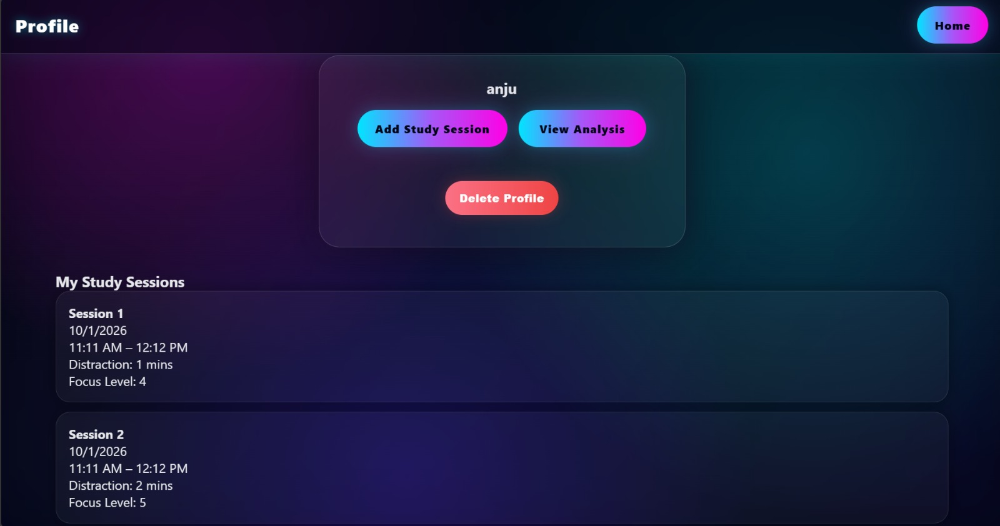 Profile
Home
anju
Add Study Session
View Analysis
Delete Profile
My Study Sessions
Session 1
10/1/2026
11:11 AM – 12:12 PM
Distraction: 1 mins
Focus Level: 4
Session 2
10/1/2026
11:11 AM – 12:12 PM
Distraction: 2 mins
Focus Level: 5